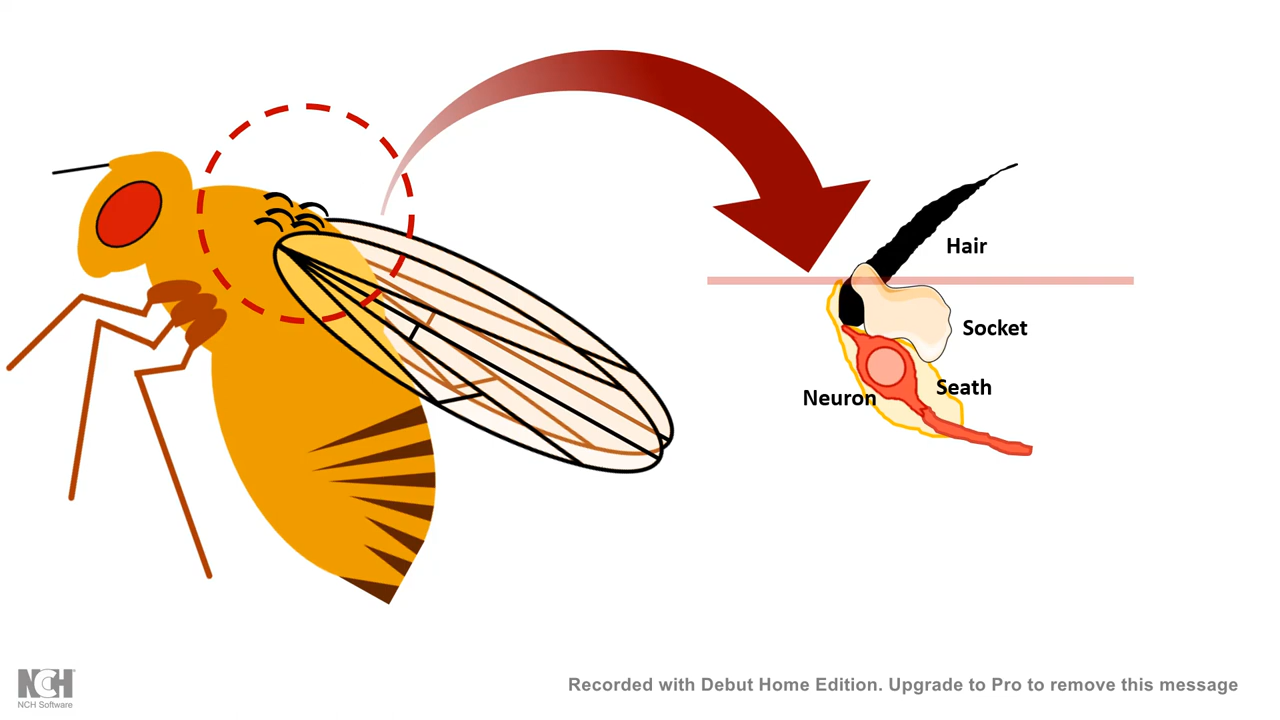 Hair
Socket
Seath
Neuron
NCH
NCH Software
Recorded with Debut Home Edition. Upgrade to Pro to remove this message